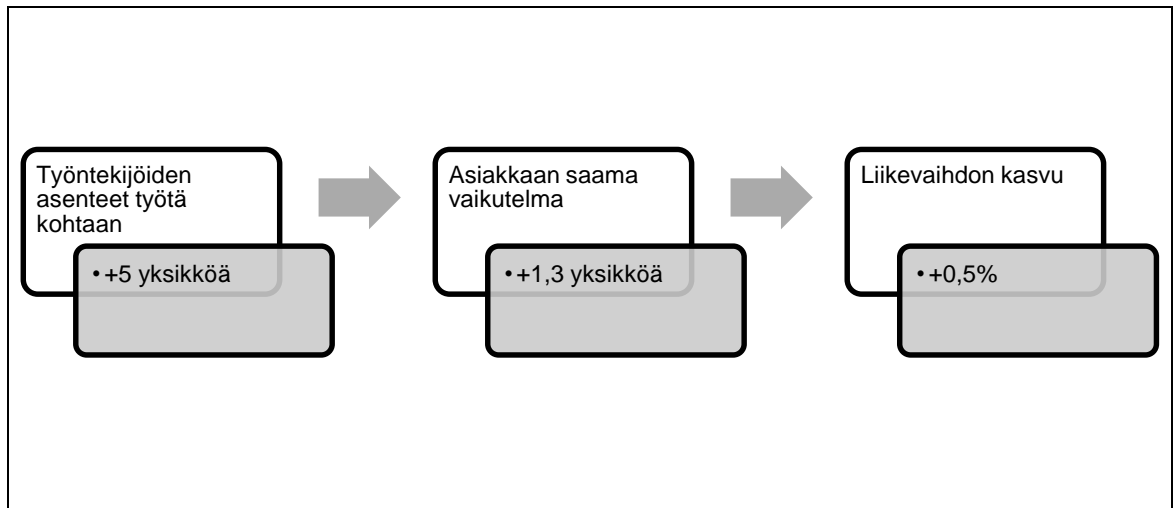 Työntekijöiden
asenteet työtä
kohtaan
•+5 yksikköä
Asiakkaan saama
vaikutelma
•+1,3 yksikköä
Liikevaihdon kasvu
•+0,5%